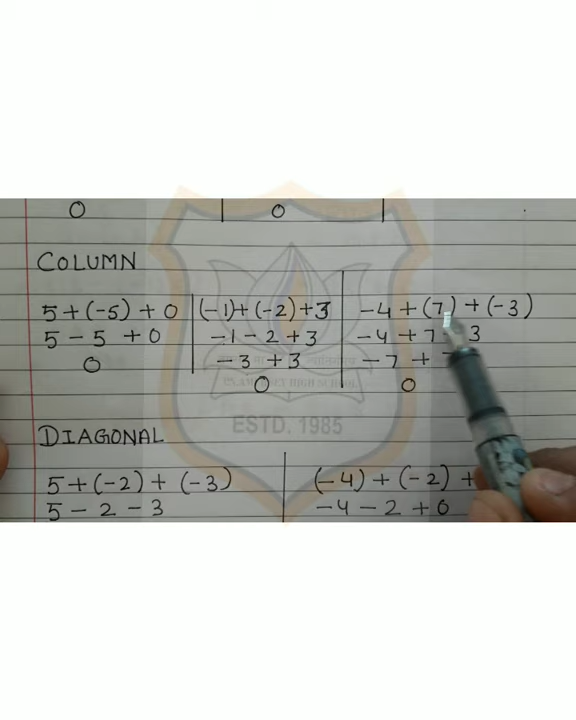 0 0
COLUMN
5 + (-5) + 0 (-1) + (-2) + 3 -4 + (7) + (-3)
5 - 5 + 0 -1 - 2 + 3 -4 + 7 3
0 -3 + 3 -7 +
0 0
ESTD. 1985
DIAGONAL
5 + (-2) + (-3) (-4) + (-2) +
5 - 2 - 3 -4 - 2 + 0